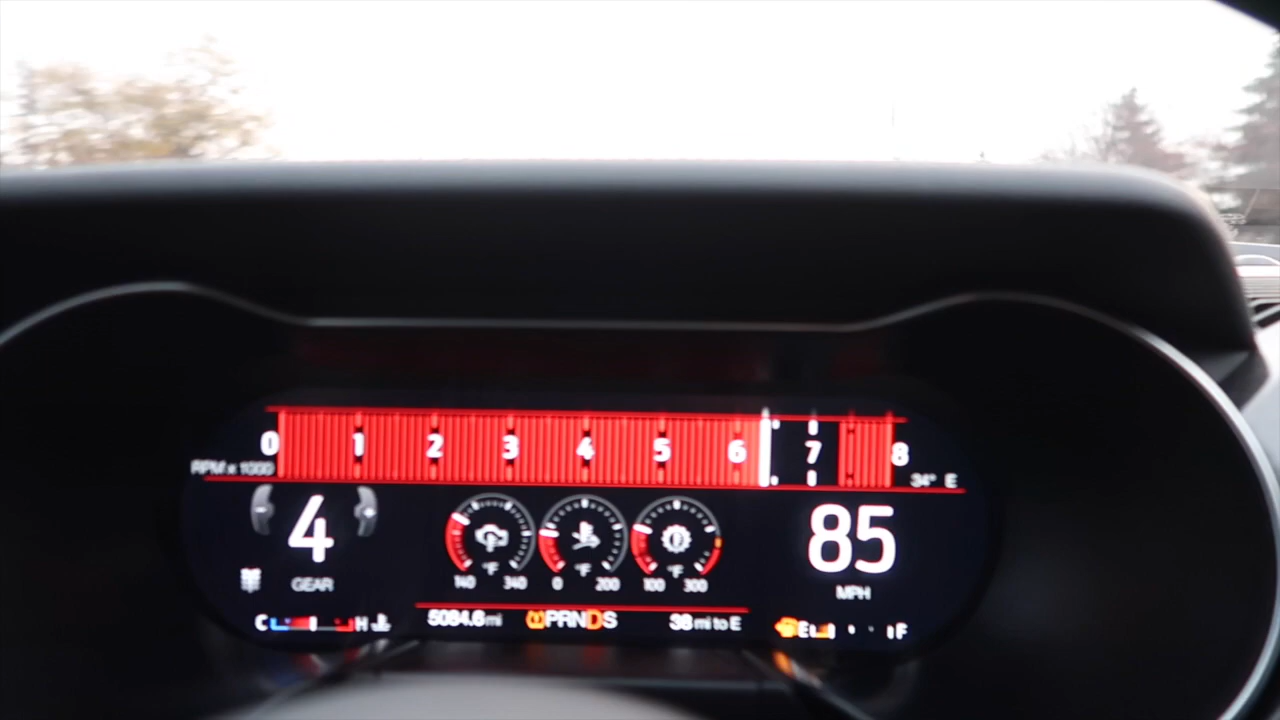 0 1 2 3 4 5 6 7 8
RPM x 1000
34° E
4
85
°F °F °F
140 340 0 200 100 300
GEAR
MPH
C H
5084.6 mi PRNDS 38 mi to E
E F